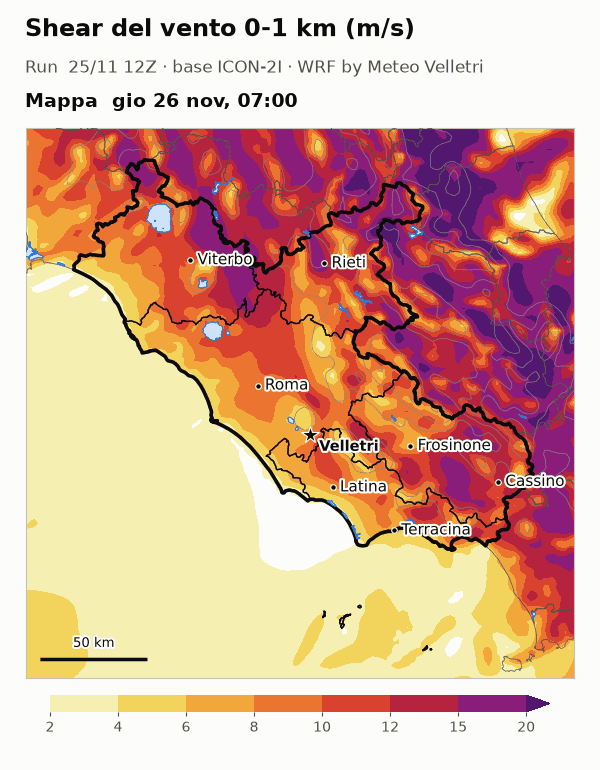 Shear del vento 0-1 km (m/s)
Run  25/11 12Z · base ICON-2I · WRF by Meteo Velletri
Mappa  gio 26 nov, 07:00
Viterbo
Rieti
Roma
Velletri
Frosinone
Latina
Cassino
Terracina
50 km
2 4 6 8 10 12 15 20